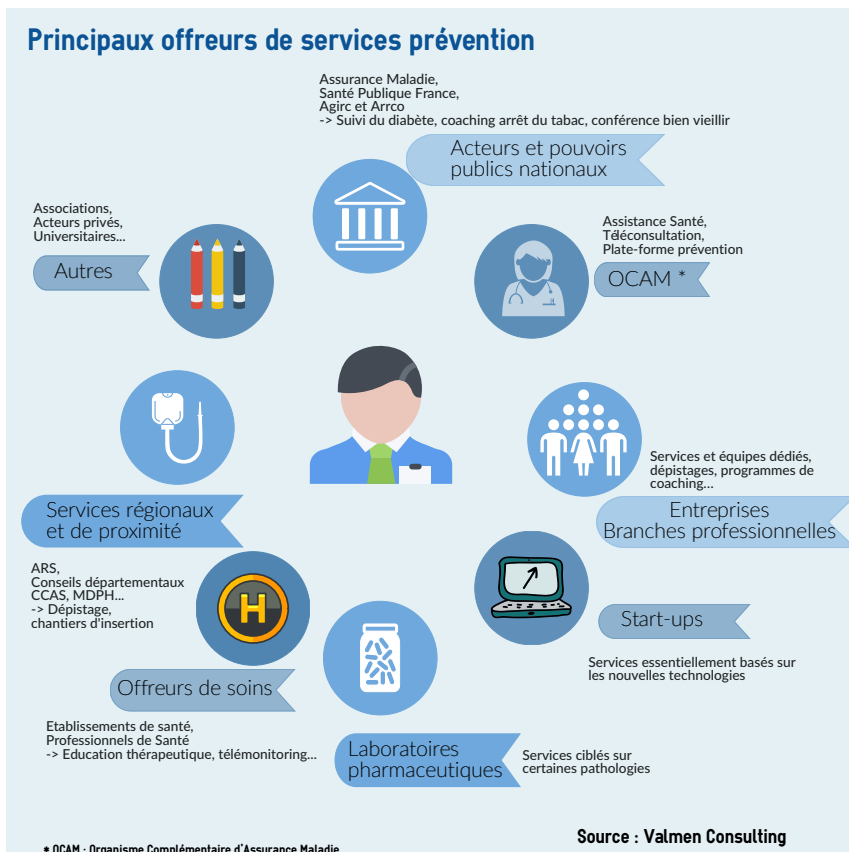 Principaux offreurs de services prévention
Assurance Maladie,
Santé Publique France,
Agirc et Arrco
-> Suivi du diabète, coaching arrêt du tabac, conférence bien vieillir
Acteurs et pouvoirs
publics nationaux
Associations,
Acteurs privés,
Universitaires...
Autres
Assistance Santé,
Téléconsultation,
Plate-forme prévention
OCAM *
Services et équipes dédiés,
dépistages, programmes de
coaching...
Entreprises
Branches professionnelles
Services régionaux
et de proximité
ARS,
Conseils départementaux
CCAS, MDPH...
-> Dépistage,
chantiers d'insertion
H
Start-ups
Services essentiellement basés sur
les nouvelles technologies
Offreurs de soins
Etablissements de santé,
Professionnels de Santé
-> Education thérapeutique, télémonitoring...
Laboratoires
pharmaceutiques
Services ciblés sur
certaines pathologies
Source : Valmen Consulting
* OCAM : Organisme Complémentaire d'Assurance Maladie